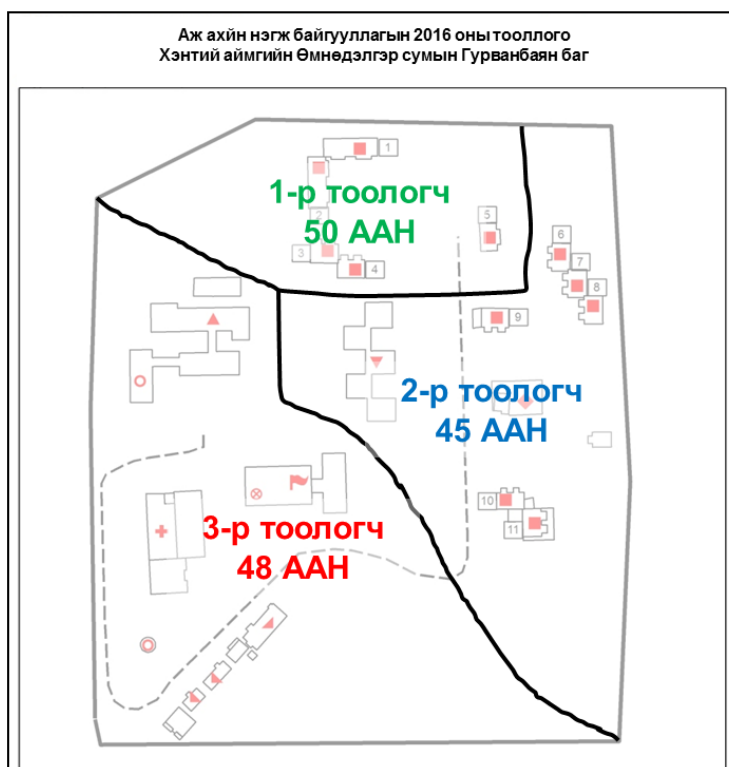 Аж ахйн нэгж байгууллагын 2016 оны тооллого
Хэнтий аймгийн Өмнөдэлгэр сумын Гурванбаян баг
1
1-р тоологч
50 ААН
2
3
4
5
6
7
8
9
2-р тоологч
45 ААН
10
11
3-р тоологч
48 ААН